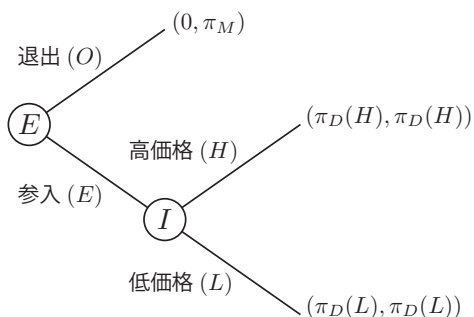 (0, π_M)
退出 (O)
E
(π_D(H), π_D(H))
高価格 (H)
参入 (E)
I
低価格 (L)
(π_D(L), π_D(L))